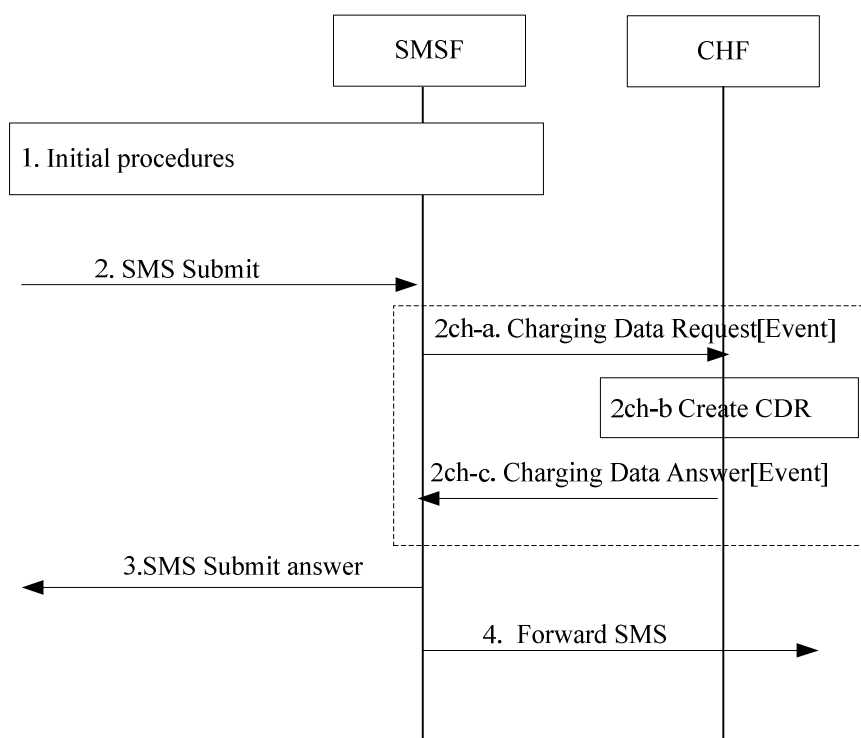 SMSF
CHF
1. Initial procedures
2. SMS Submit
2ch-a. Charging Data Request[Event]
2ch-b Create CDR
2ch-c. Charging Data Answer[Event]
3.SMS Submit answer
4. Forward SMS